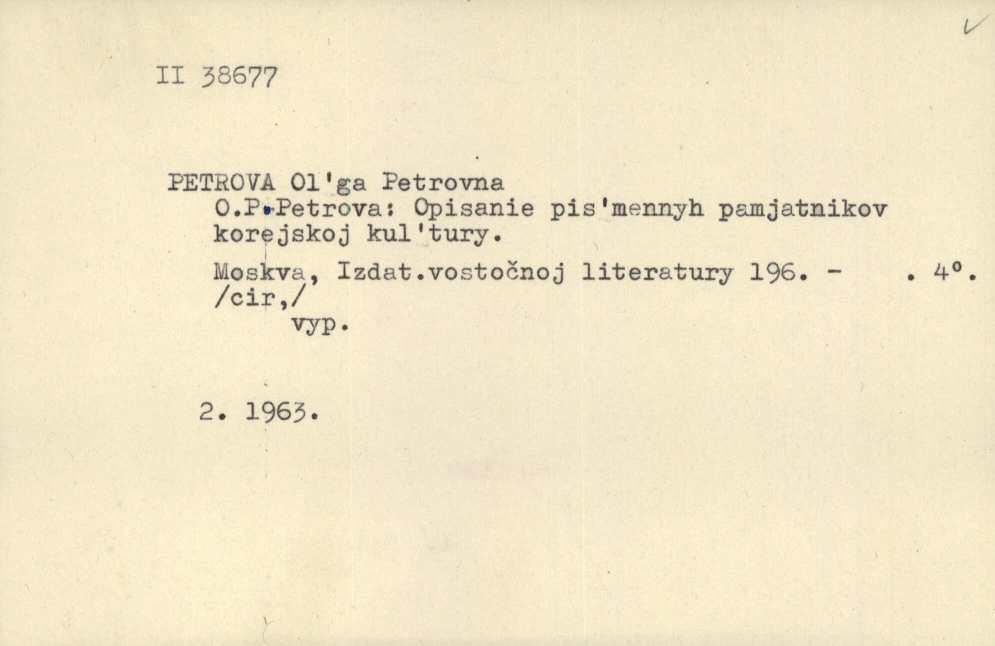 II 38677
PETROVA Ol'ga Petrovna
O.P.Petrova: Opisanie pis'mennyh pamjatnikov
korejskoj kul'tury.
Moskva, Izdat.vostočnoj literatury 196. - . 4º.
/cir,/
vyp.
2. 1963.